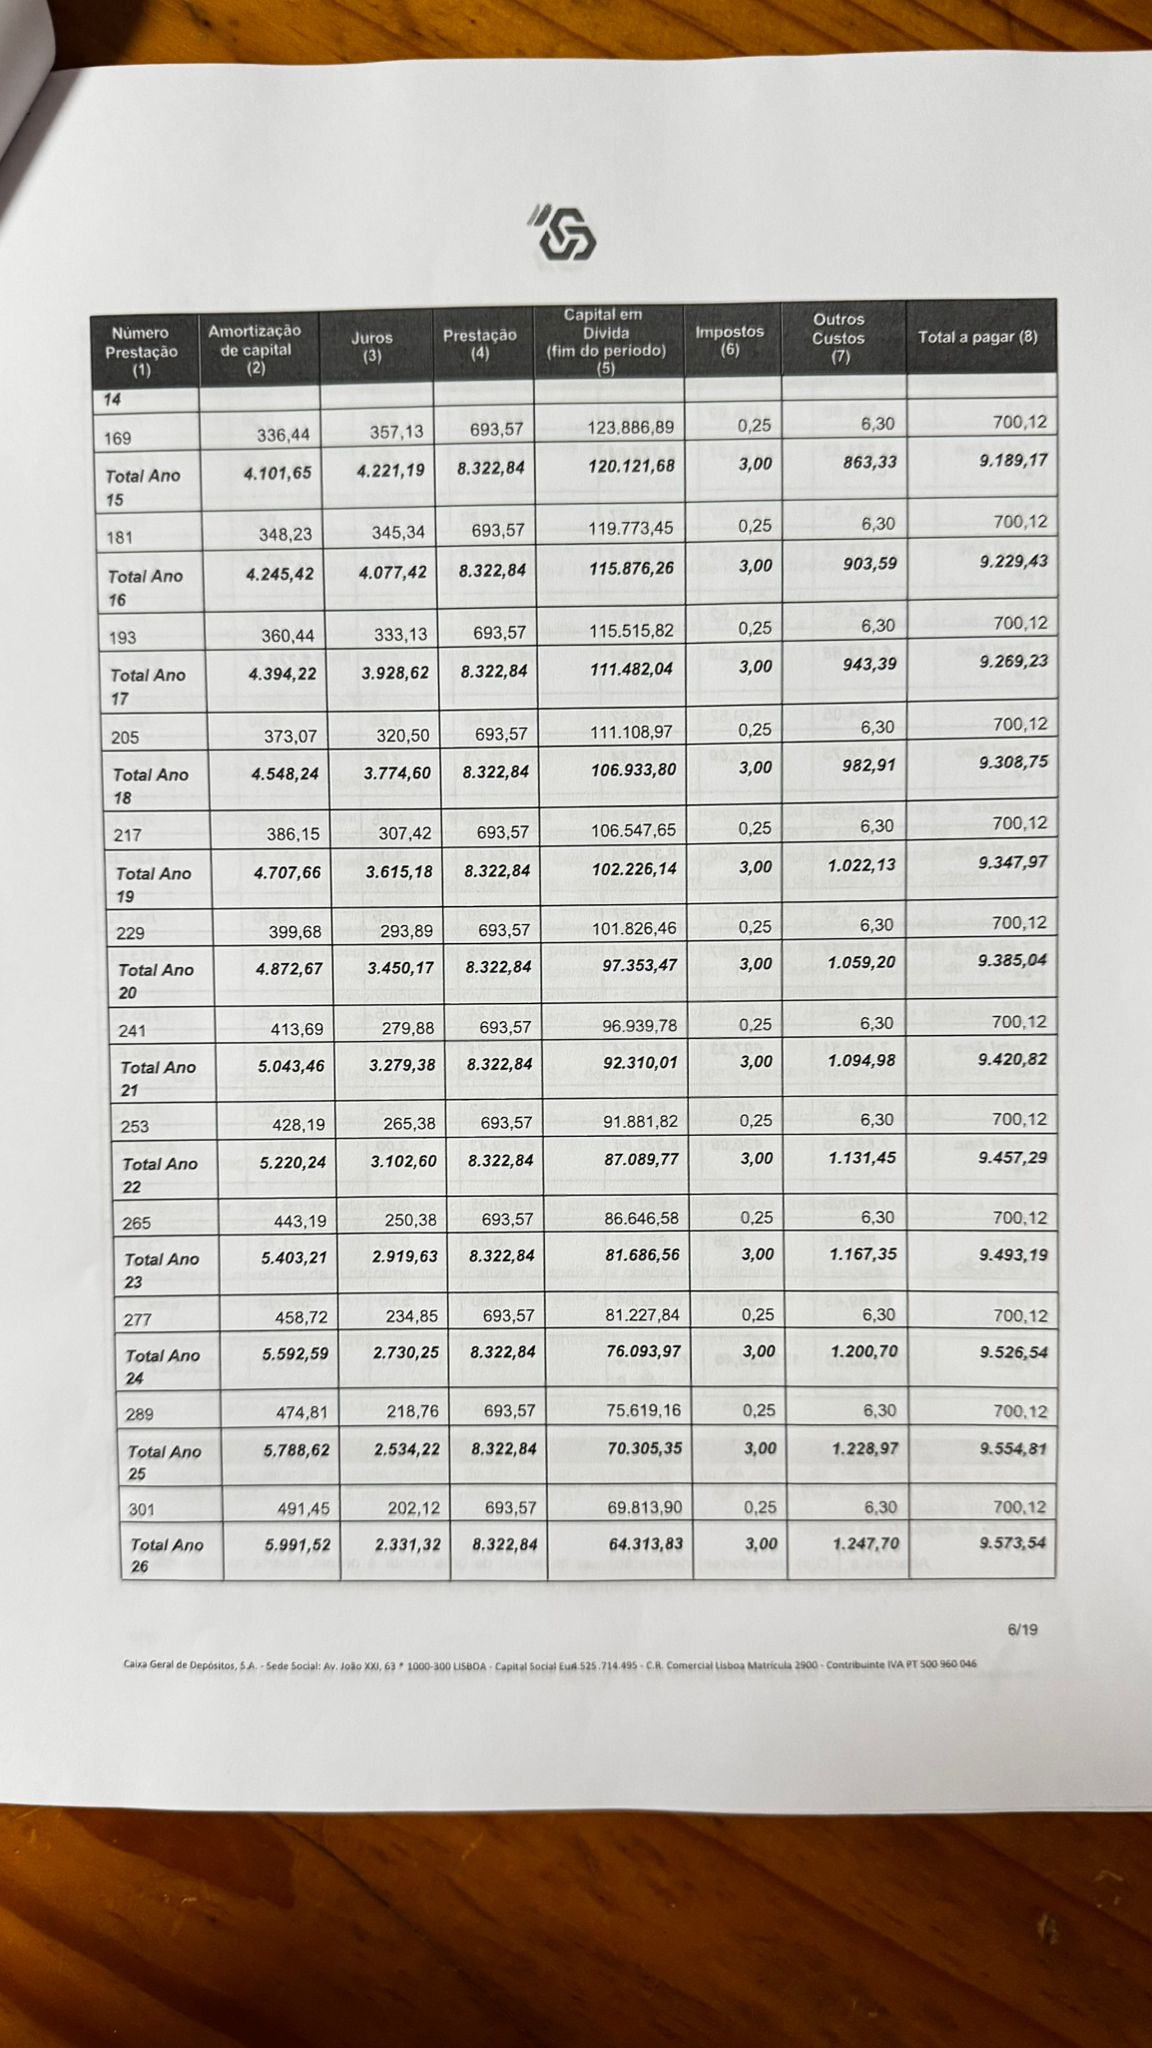 Número Prestação (1) Amortização de capital (2) Juros (3) Prestação (4) Capital em Divida (fim do periodo) (5) Impostos (6) Outros Custos (7) Total a pagar (8)
14
169 336,44 357,13 693,57 123.886,89 0,25 6,30 700,12
Total Ano 15 4.101,65 4.221,19 8.322,84 120.121,68 3,00 863,33 9.189,17
181 348,23 345,34 693,57 119.773,45 0,25 6,30 700,12
Total Ano 16 4.245,42 4.077,42 8.322,84 115.876,26 3,00 903,59 9.229,43
193 360,44 333,13 693,57 115.515,82 0,25 6,30 700,12
Total Ano 17 4.394,22 3.928,62 8.322,84 111.482,04 3,00 943,39 9.269,23
205 373,07 320,50 693,57 111.108,97 0,25 6,30 700,12
Total Ano 18 4.548,24 3.774,60 8.322,84 106.933,80 3,00 982,91 9.308,75
217 386,15 307,42 693,57 106.547,65 0,25 6,30 700,12
Total Ano 19 4.707,66 3.615,18 8.322,84 102.226,14 3,00 1.022,13 9.347,97
229 399,68 293,89 693,57 101.826,46 0,25 6,30 700,12
Total Ano 20 4.872,67 3.450,17 8.322,84 97.353,47 3,00 1.059,20 9.385,04
241 413,69 279,88 693,57 96.939,78 0,25 6,30 700,12
Total Ano 21 5.043,46 3.279,38 8.322,84 92.310,01 3,00 1.094,98 9.420,82
253 428,19 265,38 693,57 91.881,82 0,25 6,30 700,12
Total Ano 22 5.220,24 3.102,60 8.322,84 87.089,77 3,00 1.131,45 9.457,29
265 443,19 250,38 693,57 86.646,58 0,25 6,30 700,12
Total Ano 23 5.403,21 2.919,63 8.322,84 81.686,56 3,00 1.167,35 9.493,19
277 458,72 234,85 693,57 81.227,84 0,25 6,30 700,12
Total Ano 24 5.592,59 2.730,25 8.322,84 76.093,97 3,00 1.200,70 9.526,54
289 474,81 218,76 693,57 75.619,16 0,25 6,30 700,12
Total Ano 25 5.788,62 2.534,22 8.322,84 70.305,35 3,00 1.228,97 9.554,81
301 491,45 202,12 693,57 69.813,90 0,25 6,30 700,12
Total Ano 26 5.991,52 2.331,32 8.322,84 64.313,83 3,00 1.247,70 9.573,54
6/19
Caixa Geral de Depósitos, S.A. - Sede Social: Av. João XXI, 63 * 1000-300 LISBOA - Capital Social 525.714.495 - C.R. Comercial Lisboa Matrícula 2900 - Contribuinte IVA PT 500 960 046